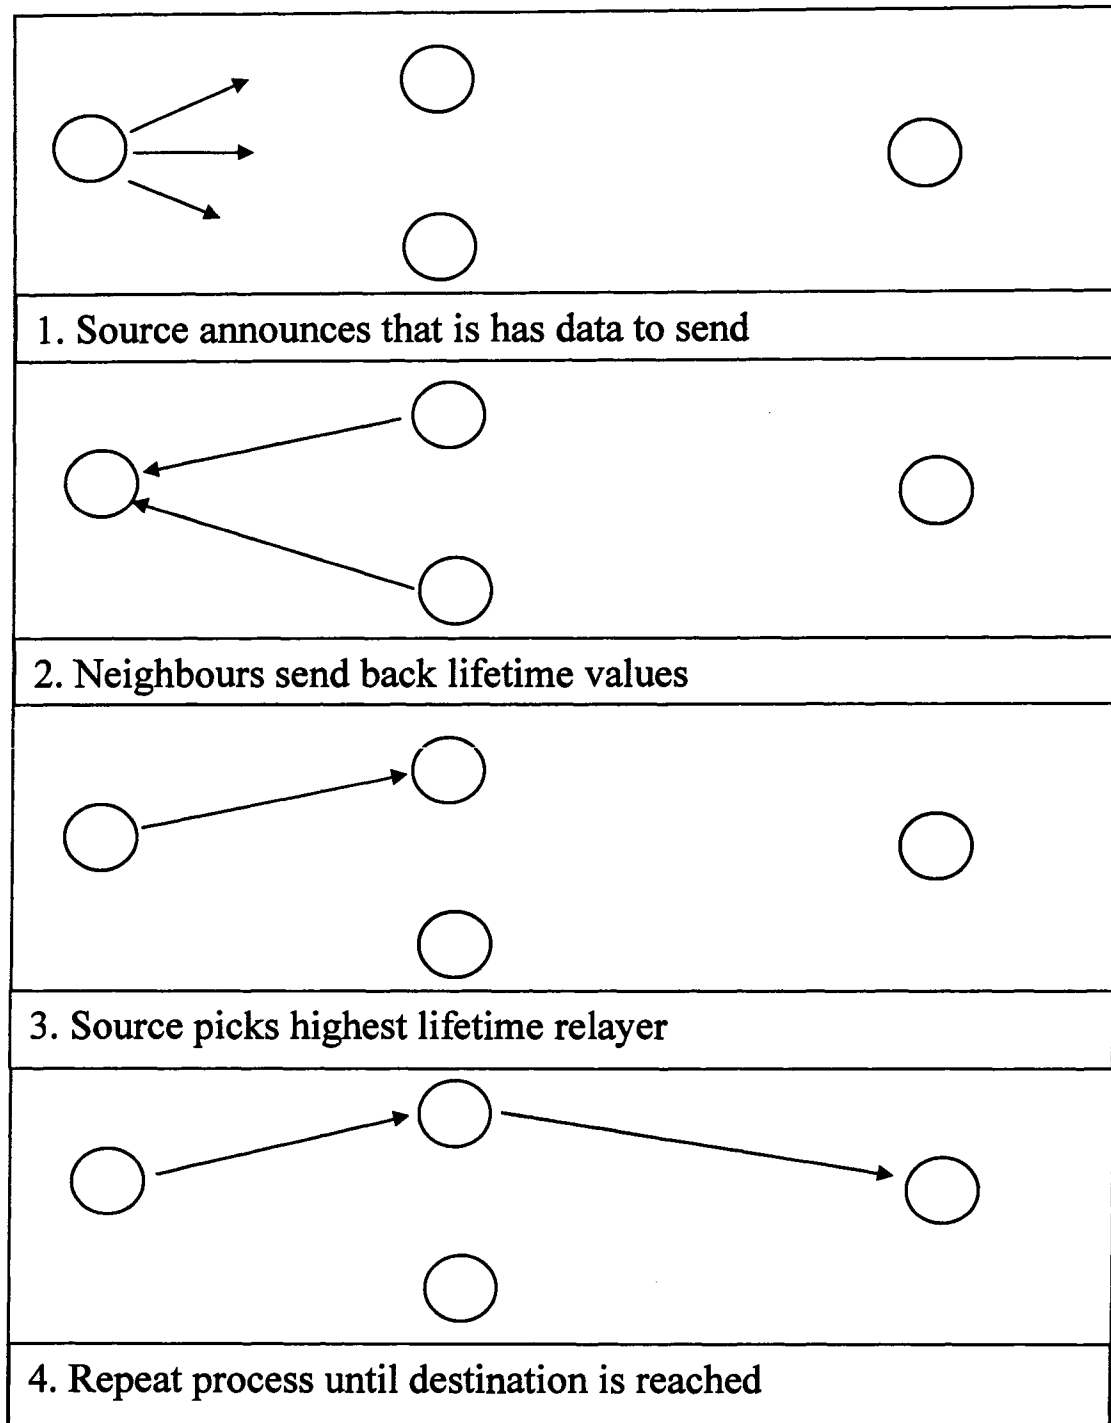 1. Source announces that is has data to send
2. Neighbours send back lifetime values
3. Source picks highest lifetime relayer
4. Repeat process until destination is reached